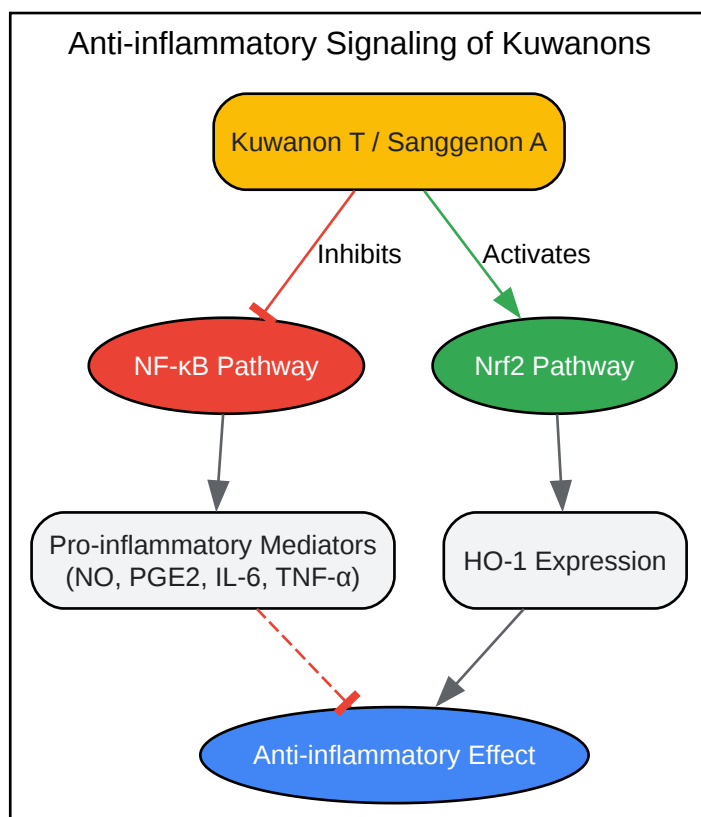 Anti-inflammatory Signaling of Kuwanons
Kuwanon T / Sanggenon A
Inhibits
Activates
NF-κB Pathway
Nrf2 Pathway
Pro-inflammatory Mediators
(NO, PGE2, IL-6, TNF-α)
HO-1 Expression
Anti-inflammatory Effect